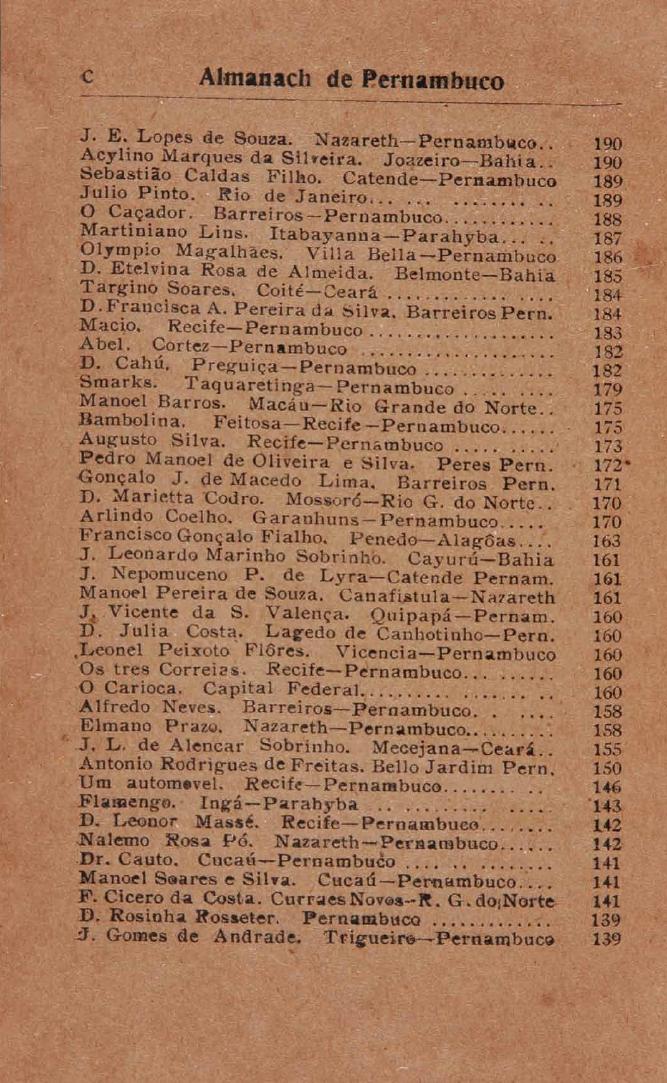 C Almanach de Pernambuco
J. E. Lopes de Souza. Nazareth—Pernambuco.. 190
Acylino Marques da Silveira. Joazeiro—Bahia.. 190
Sebastião Caldas Filho. Catende—Pernambuco 189
Julio Pinto. Rio de Janeiro... ... .......... .. 189
O Caçador. Barreiros—Pernambuco............ 188
Martiniano Lins. Itabayanna—Parahyba... .. 187
Olympio Magalhães. Villa Bella—Pernambuco 186
D. Etelvina Rosa de Almeida. Belmonte—Bahia 185
Targino Soares. Coité—Ceará ............. .... 184
D. Francisca A. Pereira da Silva. Barreiros Pern. 184
Macio. Recife—Pernambuco ................... 183
Abel. Cortez—Pernambuco .................... 182
D. Cahú. Preguiça—Pernambuco ............. 182
Smarks. Taquaretinga—Pernambuco .......... 179
Manoel Barros. Macáu—Rio Grande do Norte.. 175
Bambolina. Feitosa—Recife—Pernambuco...... 175
Augusto Silva. Recife—Pernambuco ........... 173
Pedro Manoel de Oliveira e Silva. Peres Pern. 172
Gonçalo J. de Macedo Lima. Barreiros Pern. 171
D. Marietta Codro. Mossoró—Rio G. do Norte.. 170
Arlindo Coelho. Garanhuns—Pernambuco..... 170
Francisco Gonçalo Fialho. Penedo—Alagôas.... 163
J. Leonardo Marinho Sobrinho. Cayurú—Bahia 161
J. Nepomuceno P. de Lyra—Catende Pernam. 161
Manoel Pereira de Souza. Canafistula—Nazareth 161
J. Vicente da S. Valença. Quipapá—Pernam. 160
D. Julia Costa. Lagedo de Canhotinho—Pern. 160
Leonel Peixoto Flôres. Vicencia—Pernambuco 160
Os tres Correias. Recife—Pernambuco... ...... 160
O Carioca. Capital Federal............. ....... .. 160
Alfredo Neves. Barreiros—Pernambuco. . .... 158
Elmano Prazo. Nazareth—Pernambuco.......... 158
J. L. de Alencar Sobrinho. Mecejana—Ceará.. 155
Antonio Rodrigues de Freitas. Bello Jardim Pern. 150
Um automovel. Recife—Pernambuco.......... .. 146
Flamengo. Ingá—Parahyba .. .......... .... 143
D. Leonor Massé. Recife—Pernambuco........ 142
Nalemo Rosa Pó. Nazareth—Pernambuco...... 142
Dr. Cauto. Cucaú—Pernambuco .... .. ........ 141
Manoel Soares e Silva. Cucaú—Pernambuco.... 141
F. Cicero da Costa. Curraes Novos--R. G. do Norte 141
D. Rosinha Rosseter. Pernambuco ............. 139
J. Gomes de Andrade. Trigueiro—Pernambuco 139